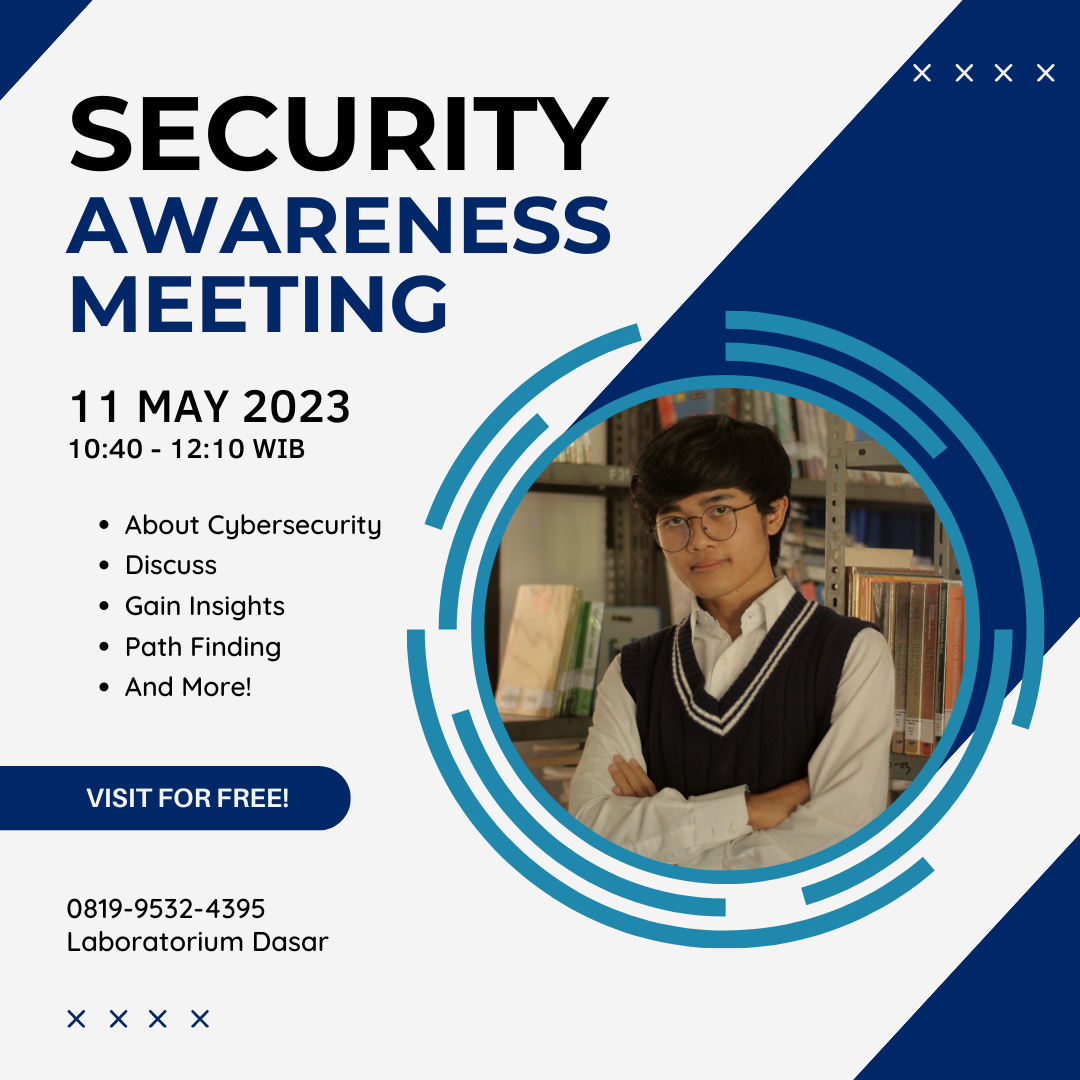 SECURITY
AWARENESS
MEETING
11 MAY 2023
10:40 - 12:10 WIB
• About Cybersecurity
• Discuss
• Gain Insights
• Path Finding
• And More!
VISIT FOR FREE!
0819-9532-4395
Laboratorium Dasar